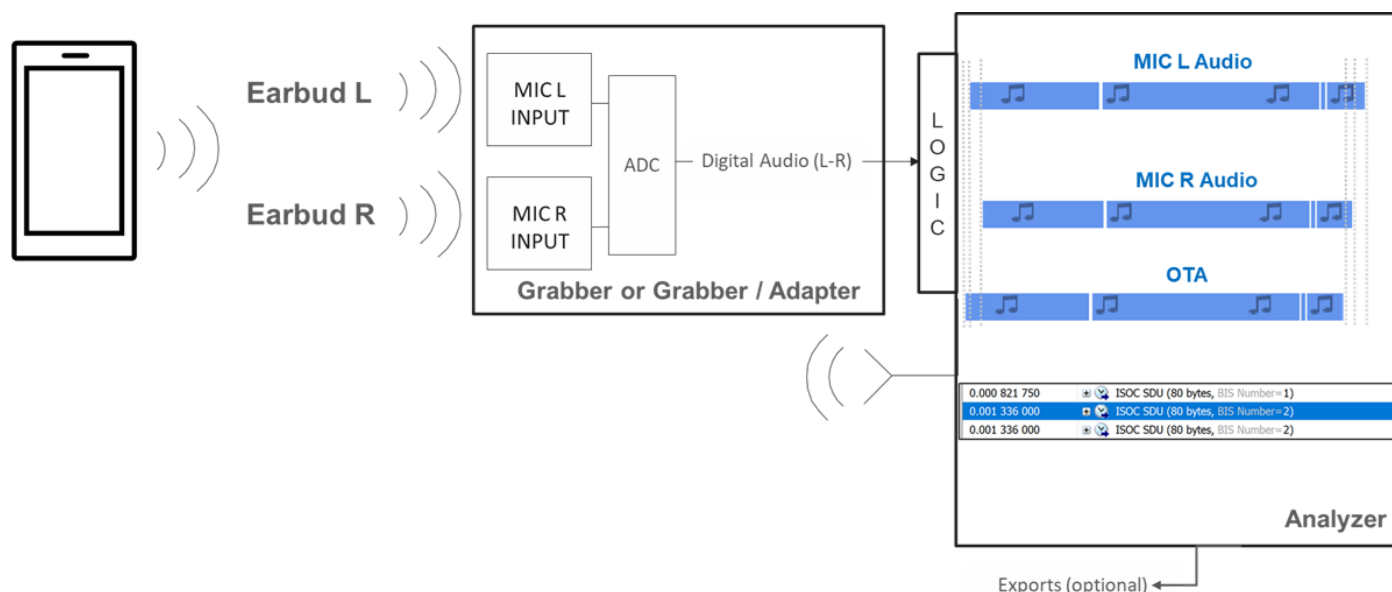 Earbud L
Earbud R
MIC L
INPUT
MIC R
INPUT
ADC
Grabber or Grabber / Adapter
Digital Audio (L-R)
LOGIC
MIC L Audio
MIC R Audio
OTA
0.000 821 750 ISOC SDU (80 bytes, BIS Number=1)
0.001 336 000 ISOC SDU (80 bytes, BIS Number=2)
0.001 336 000 ISOC SDU (80 bytes, BIS Number=2)
Analyzer
Exports (optional)